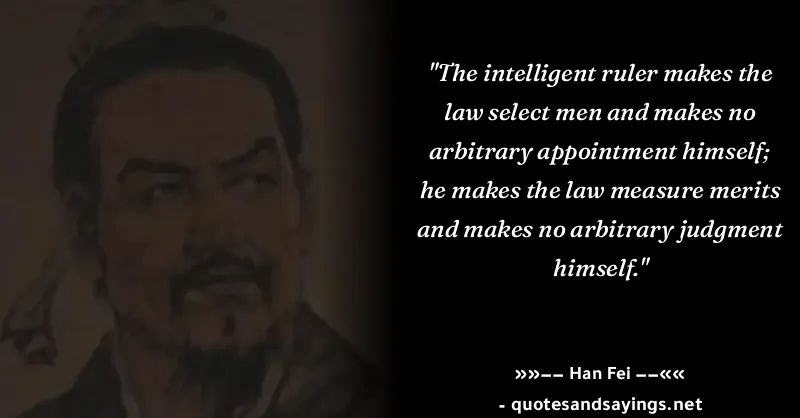 "The intelligent ruler makes the
law select men and makes no
arbitrary appointment himself;
he makes the law measure merits
and makes no arbitrary judgment
himself."
»»–– Han Fei ––««
- quotesandsayings.net